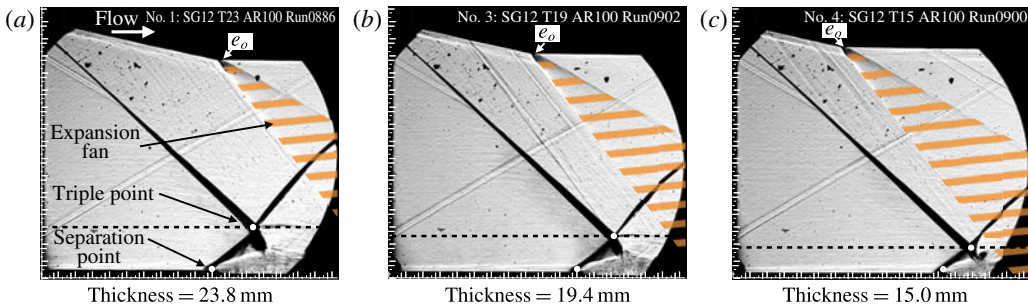 (a)
Flow
No. 1: SG12 T23 AR100 Run0886
e_o
Expansion
fan
Triple point
Separation
point
Thickness = 23.8 mm
(b)
No. 3: SG12 T19 AR100 Run0902
e_o
Thickness = 19.4 mm
(c)
No. 4: SG12 T15 AR100 Run0900
e_o
Thickness = 15.0 mm